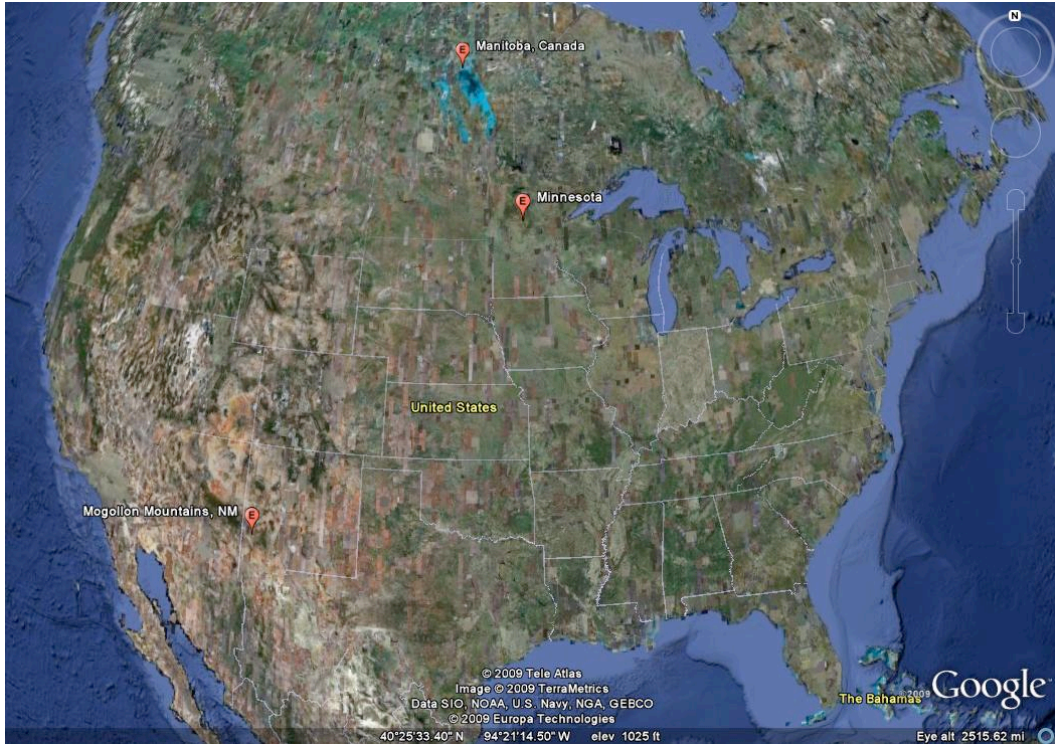 N
E
Manitoba, Canada
E
Minnesota
United States
Mogollon Mountains, NM
E
© 2009 Tele Atlas
Image © 2009 TerraMetrics
Data SIO, NOAA, U.S. Navy, NGA, GEBCO
© 2009 Europa Technologies
The Bahamas
©2009 Google™
40°25'33.40" N 94°21'14.50" W elev 1025 ft
Eye alt 2515.62 mi